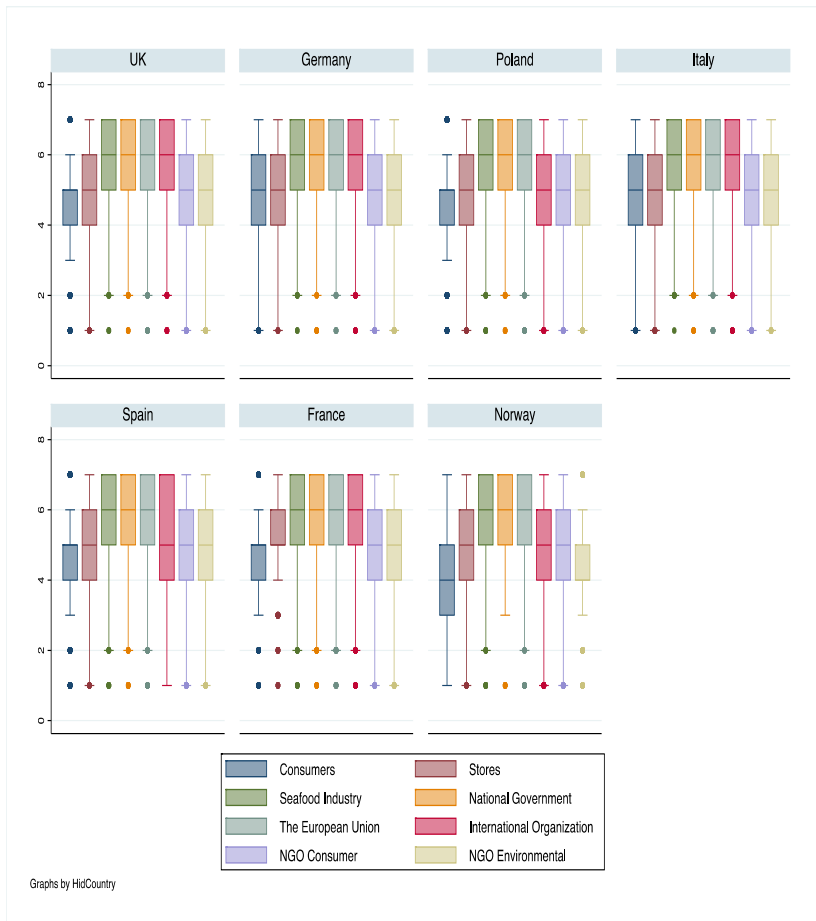 UK Germany Poland Italy
8
6
4
2
0
Spain France Norway
8
6
4
2
0
Consumers Stores
Seafood Industry National Government
The European Union International Organization
NGO Consumer NGO Environmental
Graphs by HidCountry